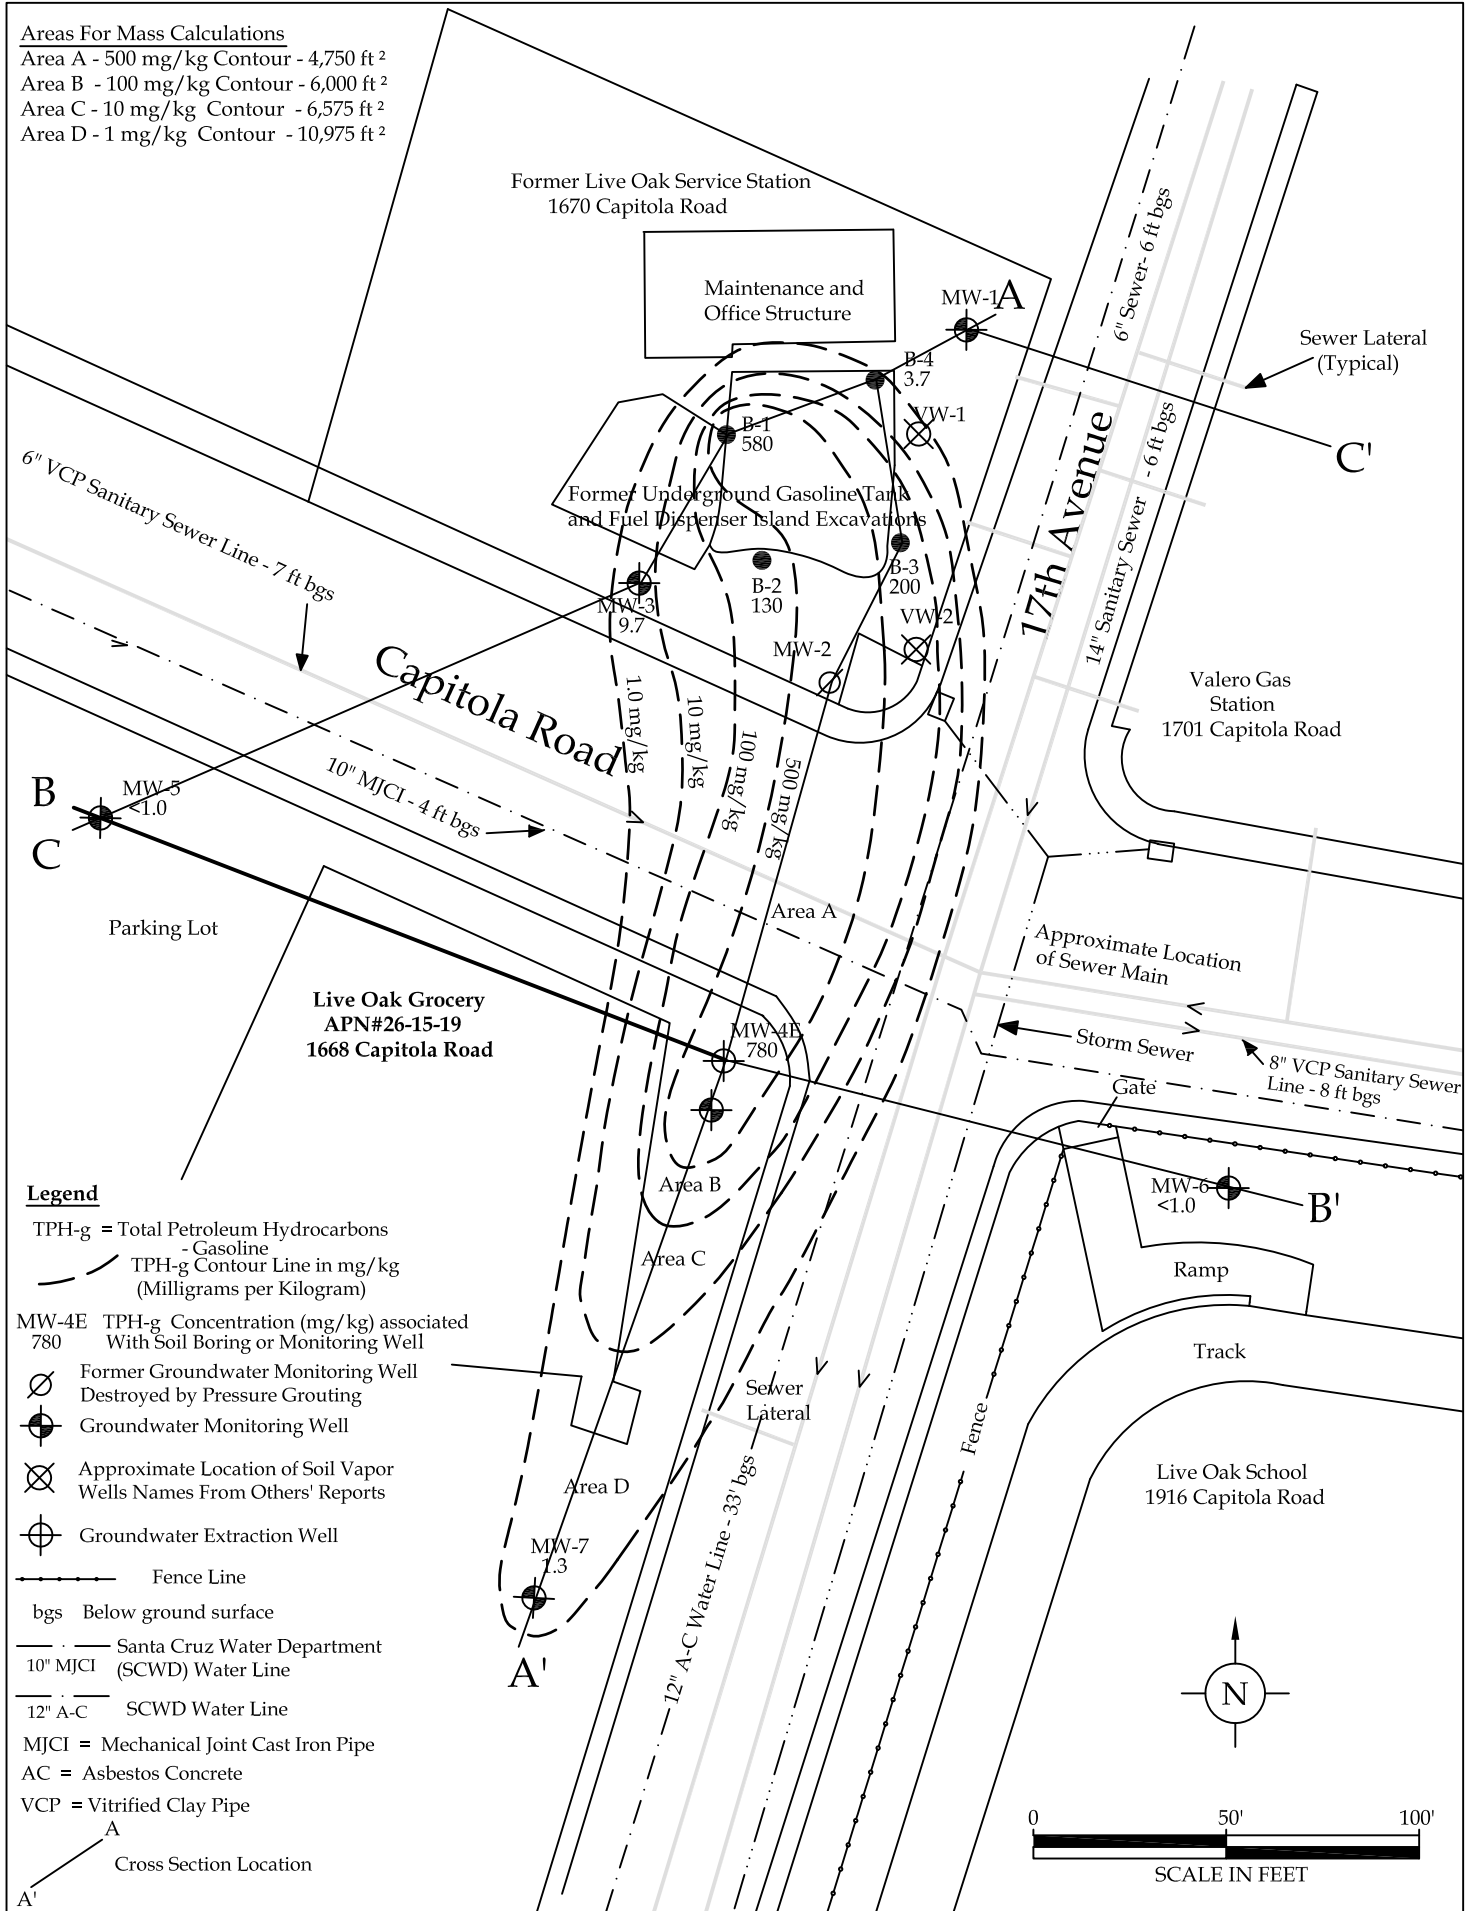 Areas For Mass Calculations
Area A - 500 mg/kg Contour - 4,750 ft ²
Area B - 100 mg/kg Contour - 6,000 ft ²
Area C - 10 mg/kg Contour - 6,575 ft ²
Area D - 1 mg/kg Contour - 10,975 ft ²
Former Live Oak Service Station
1670 Capitola Road
Maintenance and
Office Structure
MW-1
A
6" Sewer- 6 ft bgs
Sewer Lateral
(Typical)
B-4
3.7
VW-1
B-1
580
C'
17th Avenue
14" Sanitary Sewer - 6 ft bgs
6" VCP Sanitary Sewer Line - 7 ft bgs
Former Underground Gasoline Tank
and Fuel Dispenser Island Excavations
B-2
130
B-3
200
MW-3
9.7
VW-2
MW-2
Capitola Road
1.0 mg/kg
10 mg/kg
100 mg/kg
500 mg/kg
Valero Gas
Station
1701 Capitola Road
10" MJCI - 4 ft bgs
B
MW-5
<1.0
C
Parking Lot
Area A
Approximate Location
of Sewer Main
Live Oak Grocery
APN#26-15-19
1668 Capitola Road
MW-4E
780
Storm Sewer
8" VCP Sanitary Sewer
Line - 8 ft bgs
Gate
Area B
MW-6
<1.0
B'
Area C
Ramp
Track
Sewer
Lateral
Fence
Area D
Live Oak School
1916 Capitola Road
MW-7
1.3
12" A-C Water Line - 33' bgs
A'
Legend
TPH-g = Total Petroleum Hydrocarbons
- Gasoline
TPH-g Contour Line in mg/kg
(Milligrams per Kilogram)
MW-4E TPH-g Concentration (mg/kg) associated
780 With Soil Boring or Monitoring Well
Former Groundwater Monitoring Well
Destroyed by Pressure Grouting
Groundwater Monitoring Well
Approximate Location of Soil Vapor
Wells Names From Others' Reports
Groundwater Extraction Well
Fence Line
bgs Below ground surface
Santa Cruz Water Department
10" MJCI (SCWD) Water Line
12" A-C SCWD Water Line
MJCI = Mechanical Joint Cast Iron Pipe
AC = Asbestos Concrete
VCP = Vitrified Clay Pipe
A
Cross Section Location
A'
N
0 50' 100'
SCALE IN FEET